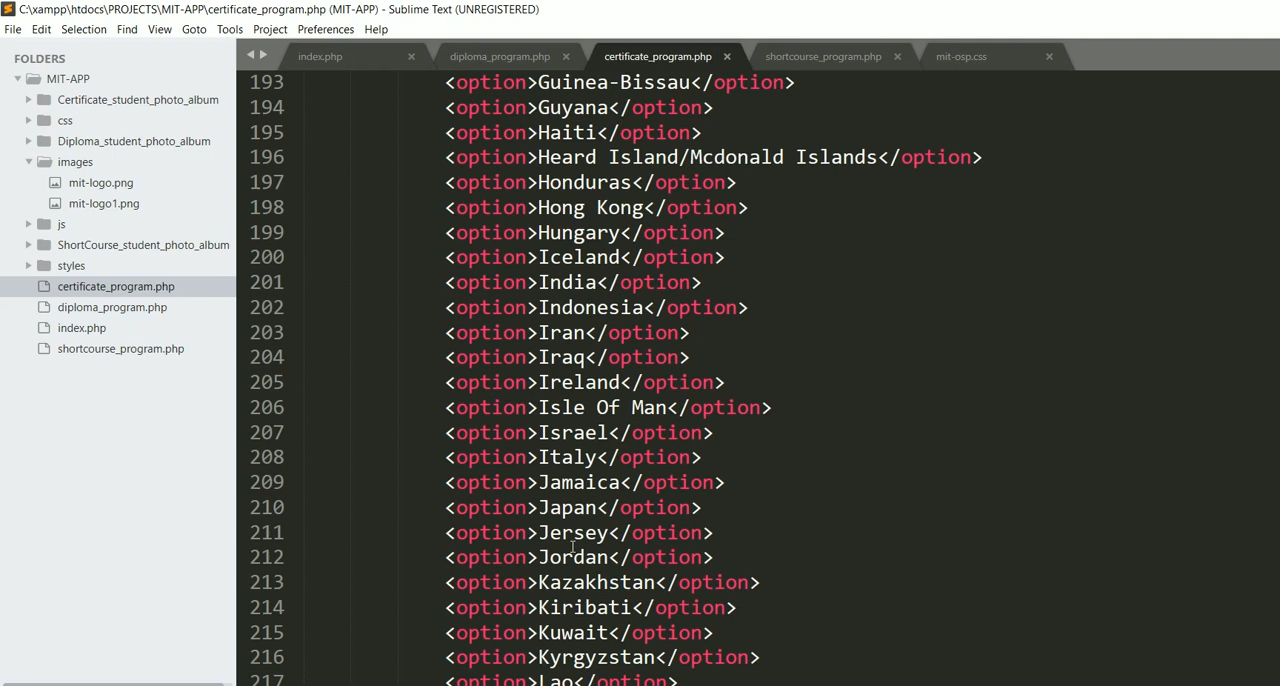 C:\xampp\htdocs\PROJECTS\MIT-APP\certificate_program.php (MIT-APP) - Sublime Text (UNREGISTERED)
File Edit Selection Find View Goto Tools Project Preferences Help
index.php × diploma_program.php × certificate_program.php × shortcourse_program.php × mit-osp.css ×
FOLDERS
MIT-APP
Certificate_student_photo_album
css
Diploma_student_photo_album
images
mit-logo.png
mit-logo1.png
js
ShortCourse_student_photo_album
styles
certificate_program.php
diploma_program.php
index.php
shortcourse_program.php
193 <option>Guinea-Bissau</option>
194 <option>Guyana</option>
195 <option>Haiti</option>
196 <option>Heard Island/Mcdonald Islands</option>
197 <option>Honduras</option>
198 <option>Hong Kong</option>
199 <option>Hungary</option>
200 <option>Iceland</option>
201 <option>India</option>
202 <option>Indonesia</option>
203 <option>Iran</option>
204 <option>Iraq</option>
205 <option>Ireland</option>
206 <option>Isle Of Man</option>
207 <option>Israel</option>
208 <option>Italy</option>
209 <option>Jamaica</option>
210 <option>Japan</option>
211 <option>Jersey</option>
212 <option>Jordan</option>
213 <option>Kazakhstan</option>
214 <option>Kiribati</option>
215 <option>Kuwait</option>
216 <option>Kyrgyzstan</option>
217 <option>Lao</option>